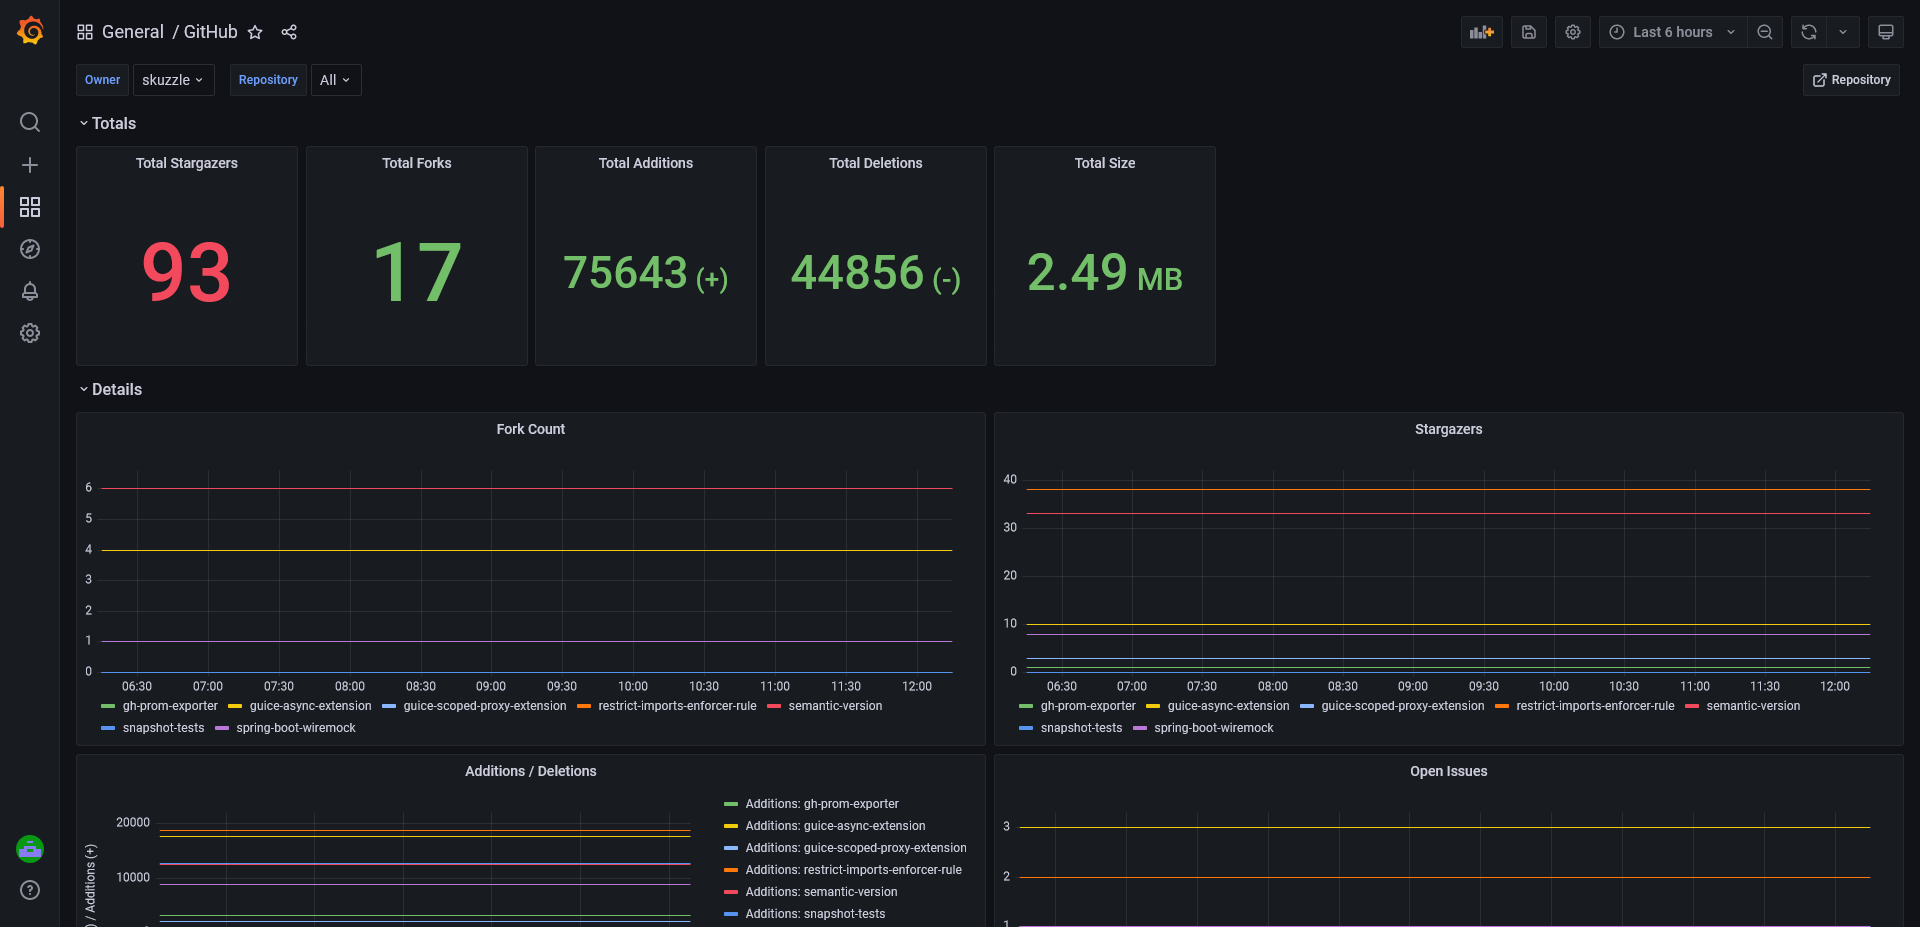 General / GitHub
Last 6 hours
Owner skuzzle Repository All
Repository
Totals
Total Stargazers
93
Total Forks
17
Total Additions
75643 (+)
Total Deletions
44856 (-)
Total Size
2.49 MB
Details
Fork Count
6
5
4
3
2
1
0
06:30 07:00 07:30 08:00 08:30 09:00 09:30 10:00 10:30 11:00 11:30 12:00
gh-prom-exporter guice-async-extension guice-scoped-proxy-extension restrict-imports-enforcer-rule semantic-version
snapshot-tests spring-boot-wiremock
Stargazers
40
30
20
10
0
06:30 07:00 07:30 08:00 08:30 09:00 09:30 10:00 10:30 11:00 11:30 12:00
gh-prom-exporter guice-async-extension guice-scoped-proxy-extension restrict-imports-enforcer-rule semantic-version
snapshot-tests spring-boot-wiremock
Additions / Deletions
) / Additions (+)
20000
10000
Additions: gh-prom-exporter
Additions: guice-async-extension
Additions: guice-scoped-proxy-extension
Additions: restrict-imports-enforcer-rule
Additions: semantic-version
Additions: snapshot-tests
Open Issues
3
2
1